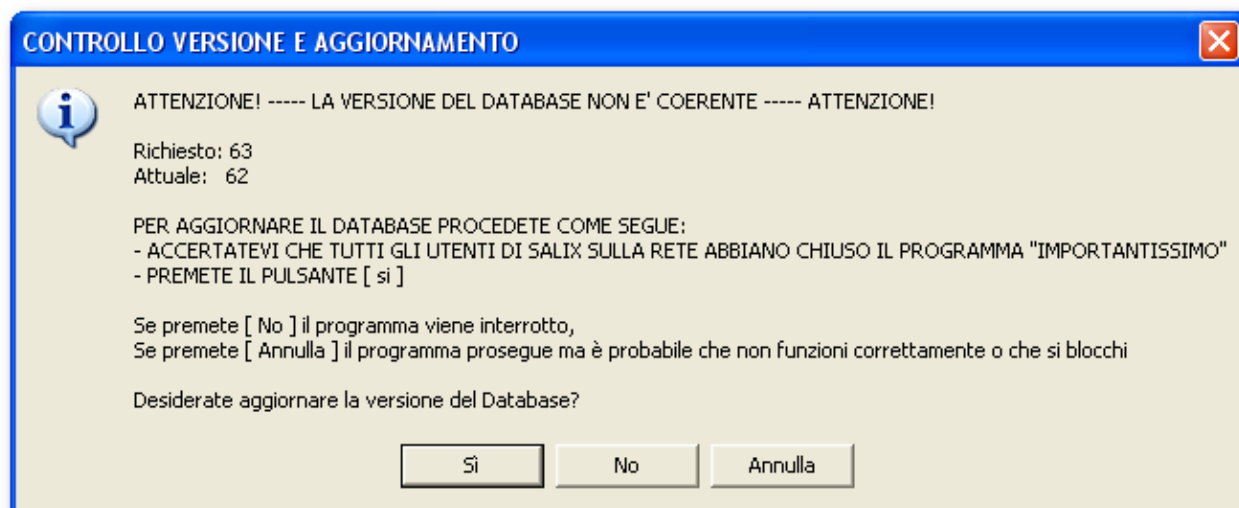 CONTROLLO VERSIONE E AGGIORNAMENTO
ATTENZIONE! ----- LA VERSIONE DEL DATABASE NON E' COERENTE ----- ATTENZIONE!
Richiesto: 63
Attuale: 62
PER AGGIORNARE IL DATABASE PROCEDETE COME SEGUE:
- ACCERTATEVI CHE TUTTI GLI UTENTI DI SALIX SULLA RETE ABBIANO CHIUSO IL PROGRAMMA "IMPORTANTISSIMO"
- PREMETE IL PULSANTE [ si ]
Se premete [ No ] il programma viene interrotto,
Se premete [ Annulla ] il programma prosegue ma è probabile che non funzioni correttamente o che si blocchi
Desiderate aggiornare la versione del Database?
Sì No Annulla